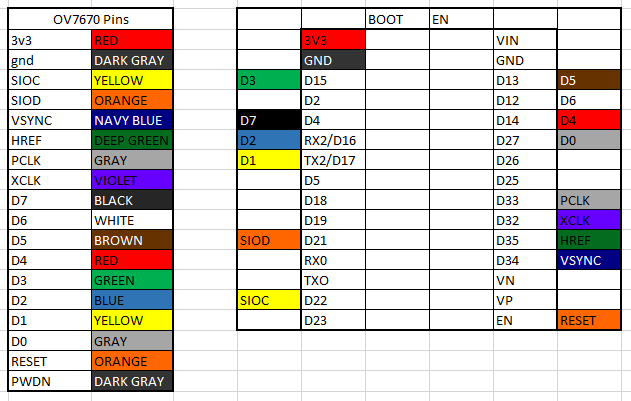 OV7670 Pins BOOT EN
3v3 RED 3V3 VIN
gnd DARK GRAY GND GND
SIOC YELLOW D3 D15 D13 D5
SIOD ORANGE D2 D12 D6
VSYNC NAVY BLUE D7 D4 D14 D4
HREF DEEP GREEN D2 RX2/D16 D27 D0
PCLK GRAY D1 TX2/D17 D26
XCLK VIOLET D5 D25
D7 BLACK D18 D33 PCLK
D6 WHITE D19 D32 XCLK
D5 BROWN SIOD D21 D35 HREF
D4 RED RX0 D34 VSYNC
D3 GREEN TXO VN
D2 BLUE SIOC D22 VP
D1 YELLOW D23 EN RESET
D0 GRAY
RESET ORANGE
PWDN DARK GRAY